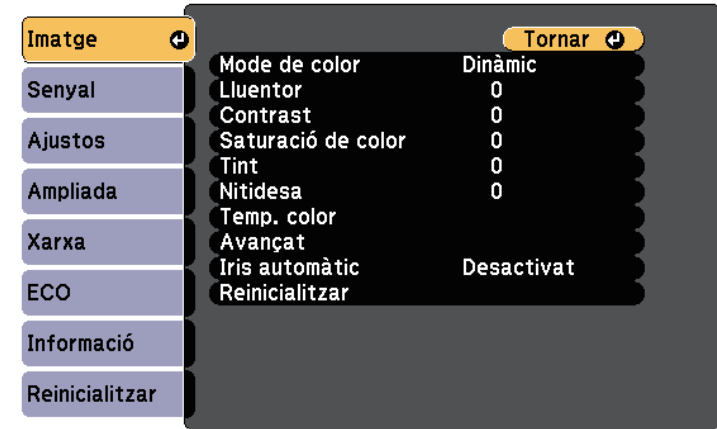 Imatge
Senyal
Ajustos
Ampliada
Xarxa
ECO
Informació
Reinicialitzar
Tornar
Mode de color Dinàmic
Lluentor 0
Contrast 0
Saturació de color 0
Tint 0
Nitidesa 0
Temp. color
Avançat
Iris automàtic Desactivat
Reinicialitzar